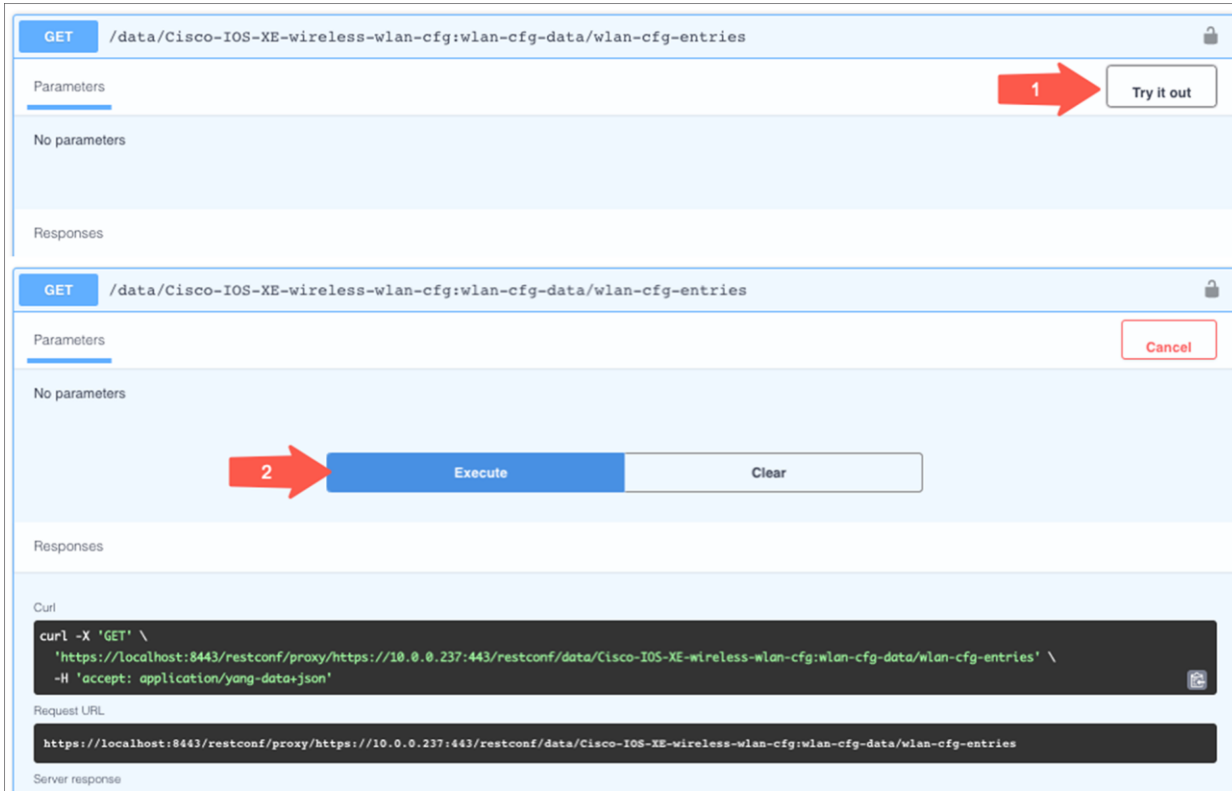 GET /data/Cisco-IOS-XE-wireless-wlan-cfg:wlan-cfg-data/wlan-cfg-entries
Parameters
1
Try it out
No parameters
Responses
GET /data/Cisco-IOS-XE-wireless-wlan-cfg:wlan-cfg-data/wlan-cfg-entries
Parameters
Cancel
No parameters
2
Execute
Clear
Responses
Curl
curl -X 'GET' \
'https://localhost:8443/restconf/proxy/https://10.0.0.237:443/restconf/data/Cisco-IOS-XE-wireless-wlan-cfg:wlan-cfg-data/wlan-cfg-entries' \
-H 'accept: application/yang-data+json'
Request URL
https://localhost:8443/restconf/proxy/https://10.0.0.237:443/restconf/data/Cisco-IOS-XE-wireless-wlan-cfg:wlan-cfg-data/wlan-cfg-entries
Server response